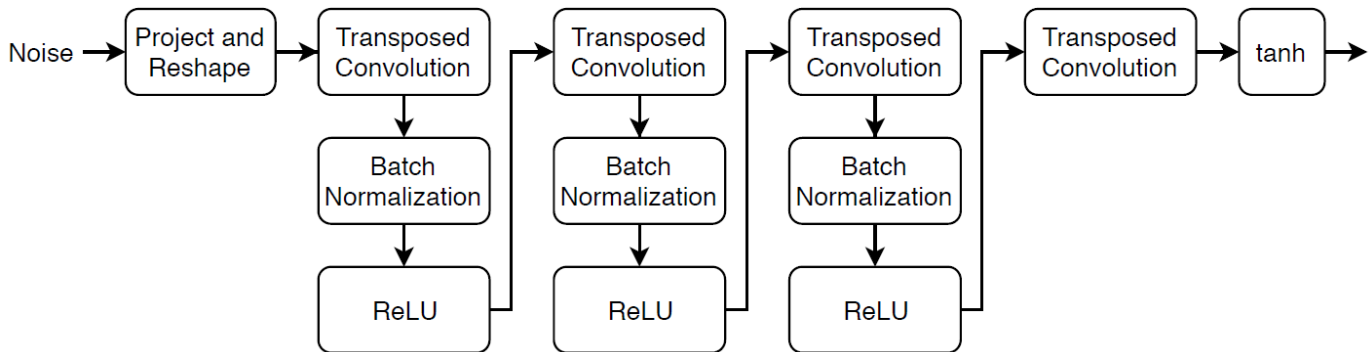 Noise
Project and
Reshape
Transposed
Convolution
Batch
Normalization
ReLU
Transposed
Convolution
Batch
Normalization
ReLU
Transposed
Convolution
Batch
Normalization
ReLU
Transposed
Convolution
tanh